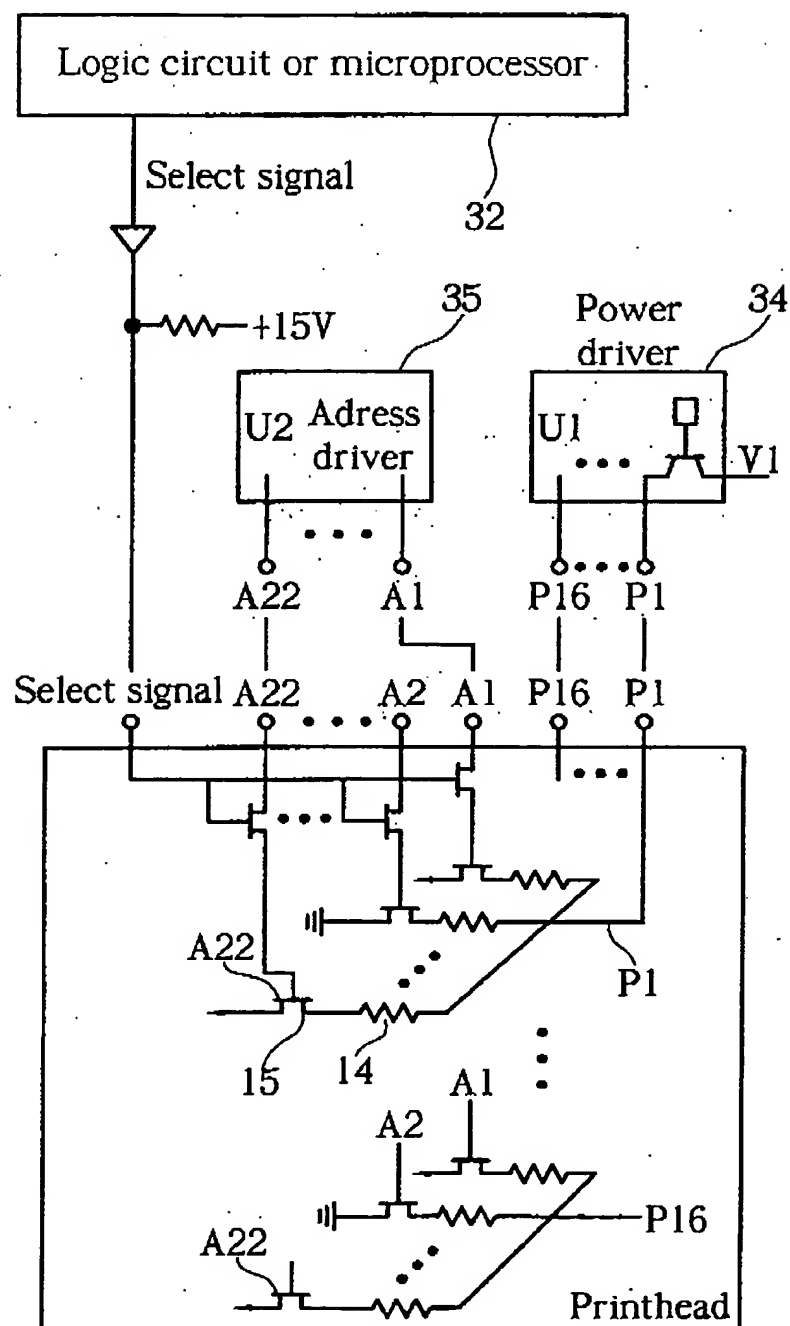 Logic circuit or microprocessor
Select signal
32
+15V
35
Power
driver
34
U2 Adress
driver
U1
V1
A22
A1
P16
P1
Select signal
A22
A2
A1
P16
P1
A22
P1
15
14
A1
A2
P16
A22
Printhead